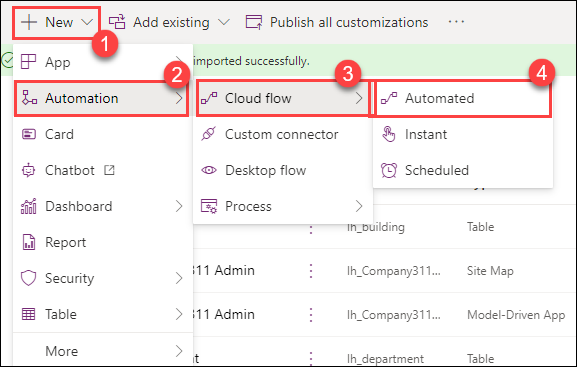 New
Add existing
Publish all customizations
1
imported successfully.
App
2
3
4
Automation
Cloud flow
Automated
Card
Custom connector
Instant
Chatbot
Desktop flow
Scheduled
Dashboard
Process
Report
lh_building
Table
Security
311 Admin
lh_Company311...
Site Map
Table
311 Admin
lh_Company311...
Model-Driven App
More
lh_department
Table